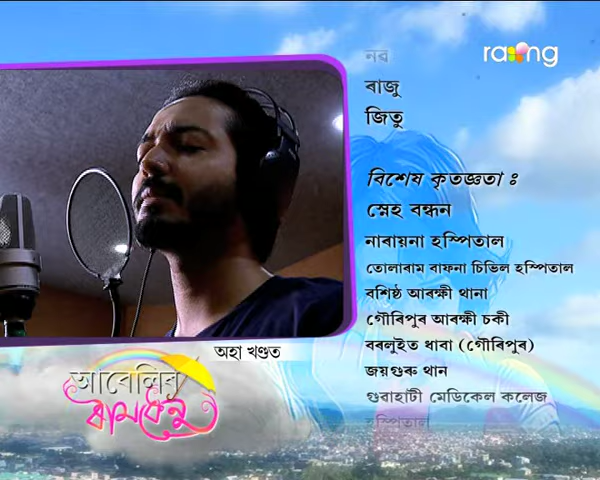 rang
নৱ
ৰাজু
জিতু
বিশেষ কৃতজ্ঞতা ঃ
স্নেহ বন্ধন
নাৰায়না হস্পিতাল
তোলাৰাম বাফনা চিভিল হস্পিতাল
বশিষ্ঠ আৰক্ষী থানা
গৌৰিপুৰ আৰক্ষী চকী
বৰলুইত ধাবা (গৌৰিপুৰ)
জয়গুৰু থান
গুৱাহাটী মেডিকেল কলেজ
হস্পিতাল
অহা খণ্ডত
আবেলিৰ
ৰামধেনু